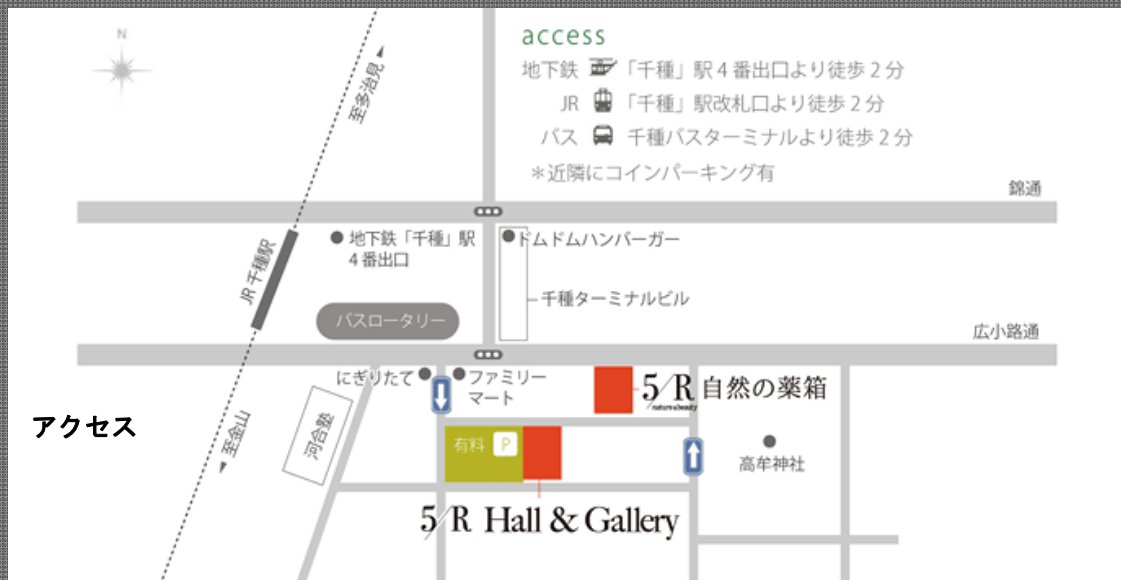 N
access
地下鉄 「千種」駅4番出口より徒歩2分
JR 「千種」駅改札口より徒歩2分
バス 千種バスターミナルより徒歩2分
＊近隣にコインパーキング有
至多治見
錦通
地下鉄「千種」駅
4番出口
ドムドムハンバーガー
JR千種駅
千種ターミナルビル
バスロータリー
広小路通
にぎりたて
ファミリー
マート
5/R 自然の薬箱
nature&beauty
アクセス
至金山
河合塾
有料 P
高牟神社
5/R Hall & Gallery